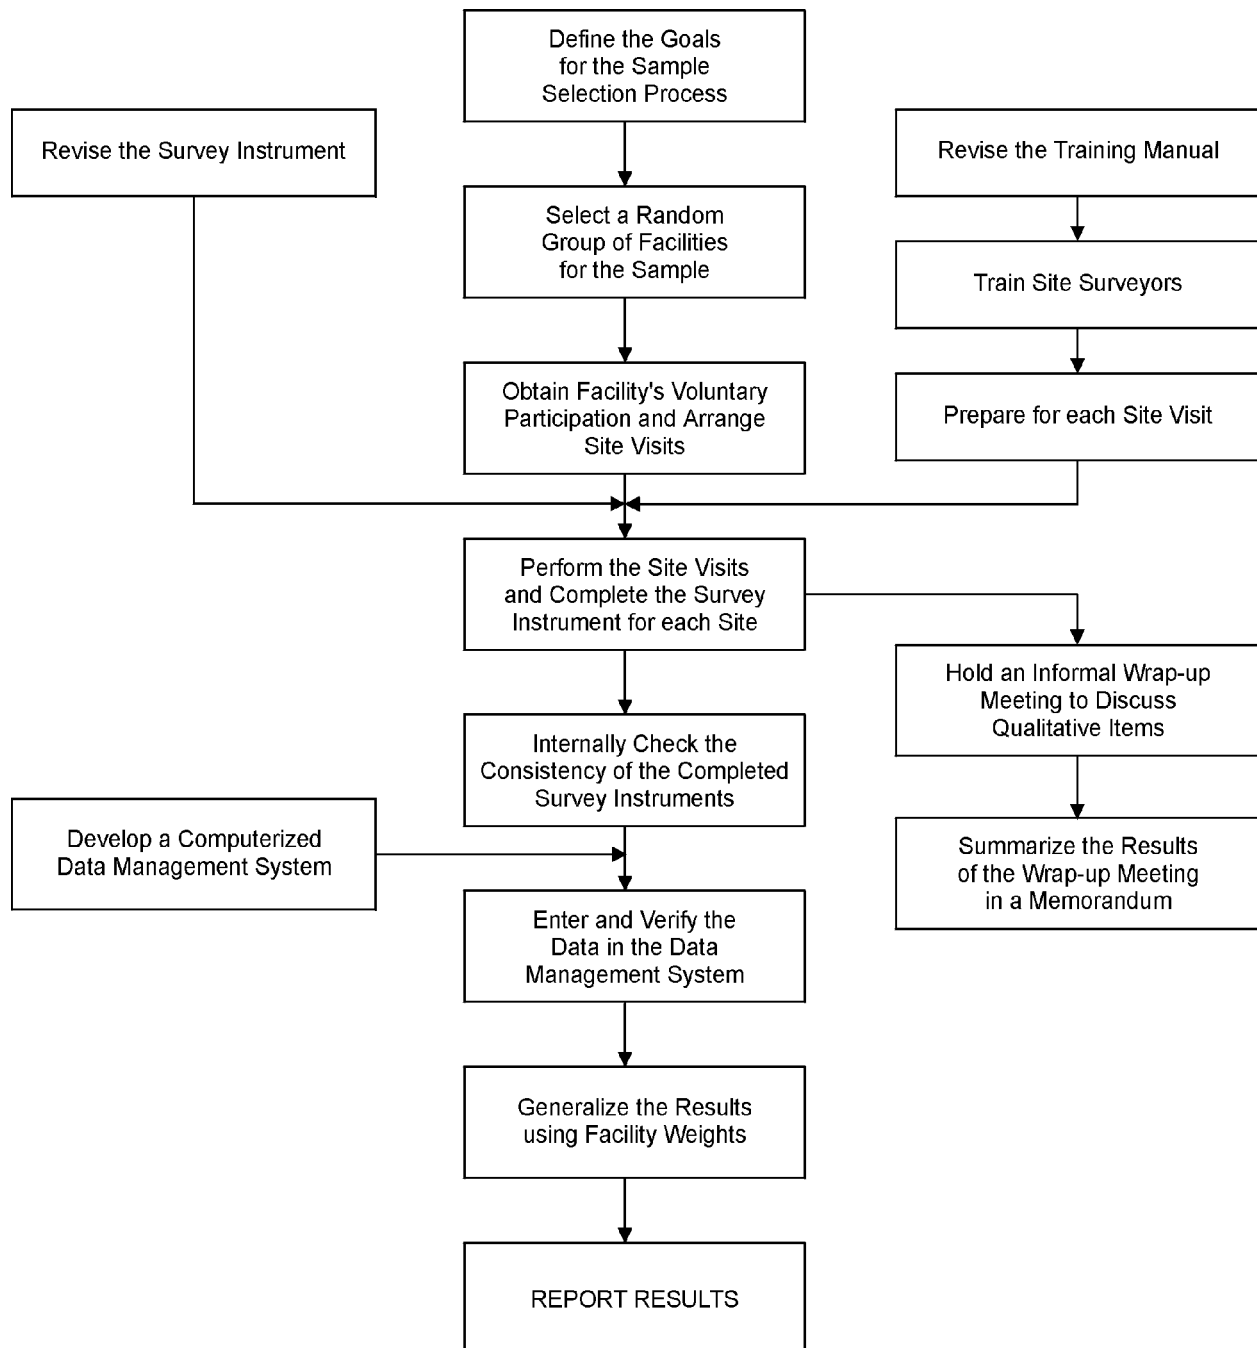 Define the Goals
for the Sample
Selection Process
Revise the Survey Instrument
Revise the Training Manual
Select a Random
Group of Facilities
for the Sample
Train Site Surveyors
Obtain Facility's Voluntary
Participation and Arrange
Site Visits
Prepare for each Site Visit
Perform the Site Visits
and Complete the Survey
Instrument for each Site
Hold an Informal Wrap-up
Meeting to Discuss
Qualitative Items
Internally Check the
Consistency of the Completed
Survey Instruments
Develop a Computerized
Data Management System
Summarize the Results
of the Wrap-up Meeting
in a Memorandum
Enter and Verify the
Data in the Data
Management System
Generalize the Results
using Facility Weights
REPORT RESULTS